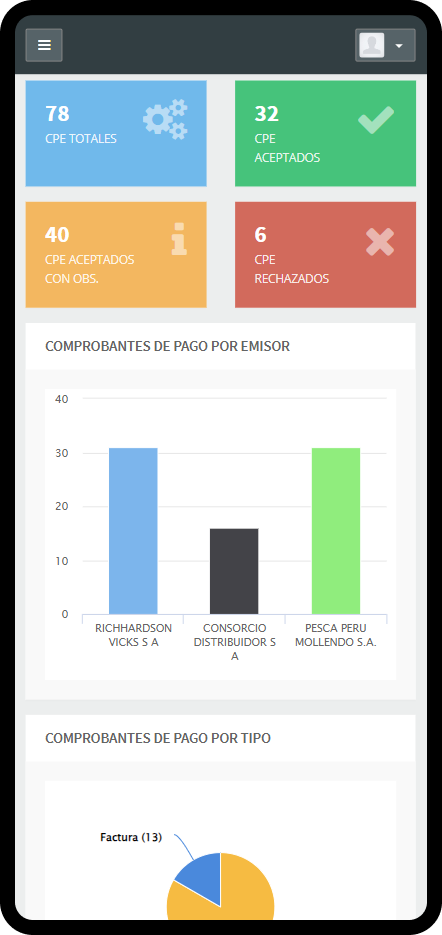 78
CPE TOTALES
32
CPE
ACEPTADOS
40
CPE ACEPTADOS
CON OBS.
6
CPE
RECHAZADOS
COMPROBANTES DE PAGO POR EMISOR
40
30
20
10
0
RICHHARDSON
VICKS S A
CONSORCIO
DISTRIBUIDOR S
A
PESCA PERU
MOLLENDO S.A.
COMPROBANTES DE PAGO POR TIPO
Factura (13)